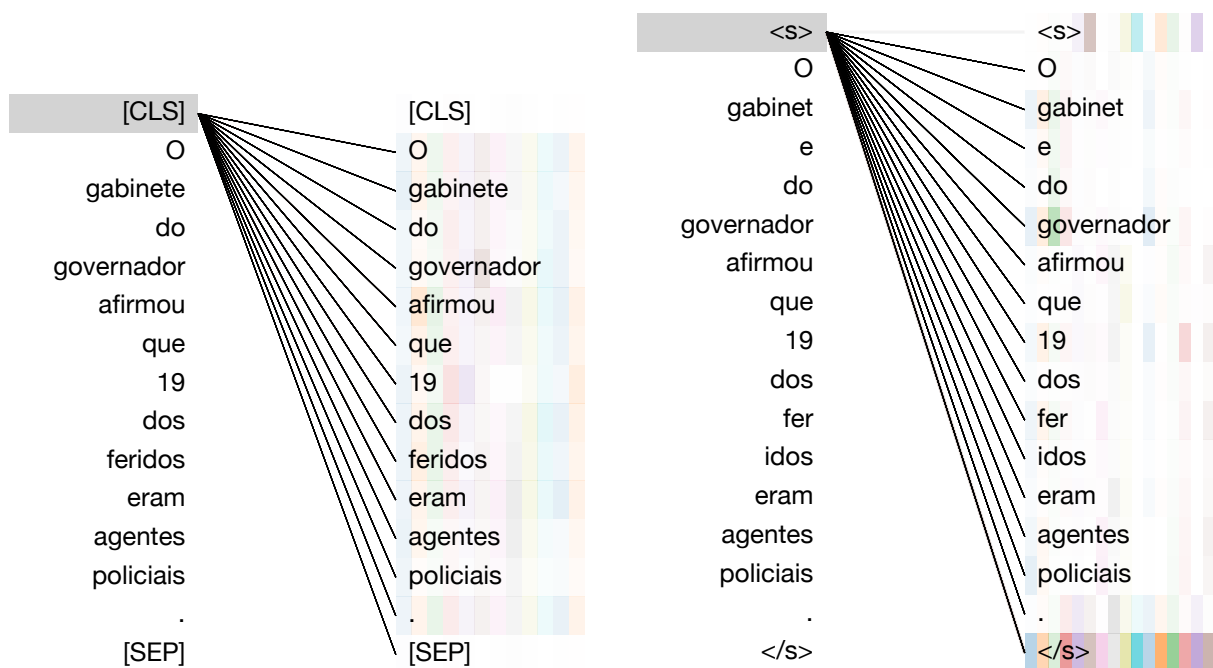 [CLS] [CLS]
O O
gabinete gabinete
do do
governador governador
afirmou afirmou
que que
19 19
dos dos
feridos feridos
eram eram
agentes agentes
policiais policiais
. .
[SEP] [SEP]
<s> <s>
O O
gabinet gabinet
e e
do do
governador governador
afirmou afirmou
que que
19 19
dos dos
fer fer
idos idos
eram eram
agentes agentes
policiais policiais
. .
</s> </s>